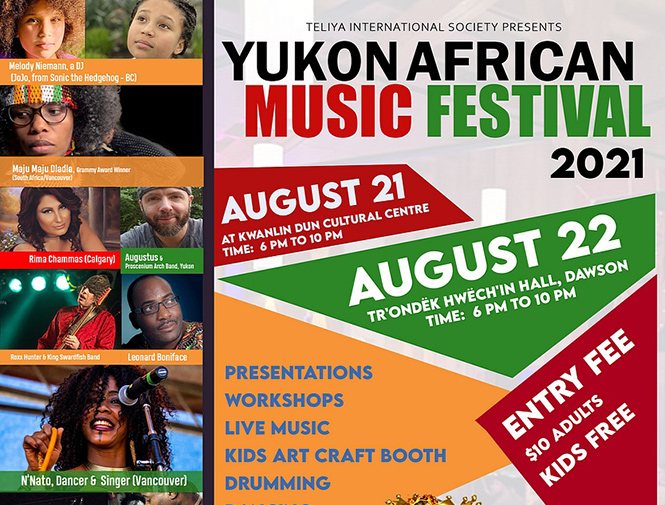 Melody Niemann, a DJ
(JoJo, from Sonic the Hedgehog - BC)
Maju Maju Dladla, Grammy Award Winner
(South Africa/Vancouver)
Rima Chammas (Calgary)
Augustus &
Proscenium Arch Band, Yukon
Roxx Hunter & King Swordfish Band
Leonard Boniface
N'Nato, Dancer & Singer (Vancouver)
TELIYA INTERNATIONAL SOCIETY PRESENTS
YUKON AFRICAN
MUSIC FESTIVAL
2021
AUGUST 21
AT KWANLIN DUN CULTURAL CENTRE
TIME: 6 PM TO 10 PM
AUGUST 22
TR'ONDËK HWËCH'IN HALL, DAWSON
TIME: 6 PM TO 10 PM
PRESENTATIONS
WORKSHOPS
LIVE MUSIC
KIDS ART CRAFT BOOTH
DRUMMING
ENTRY FEE
$10 ADULTS
KIDS FREE